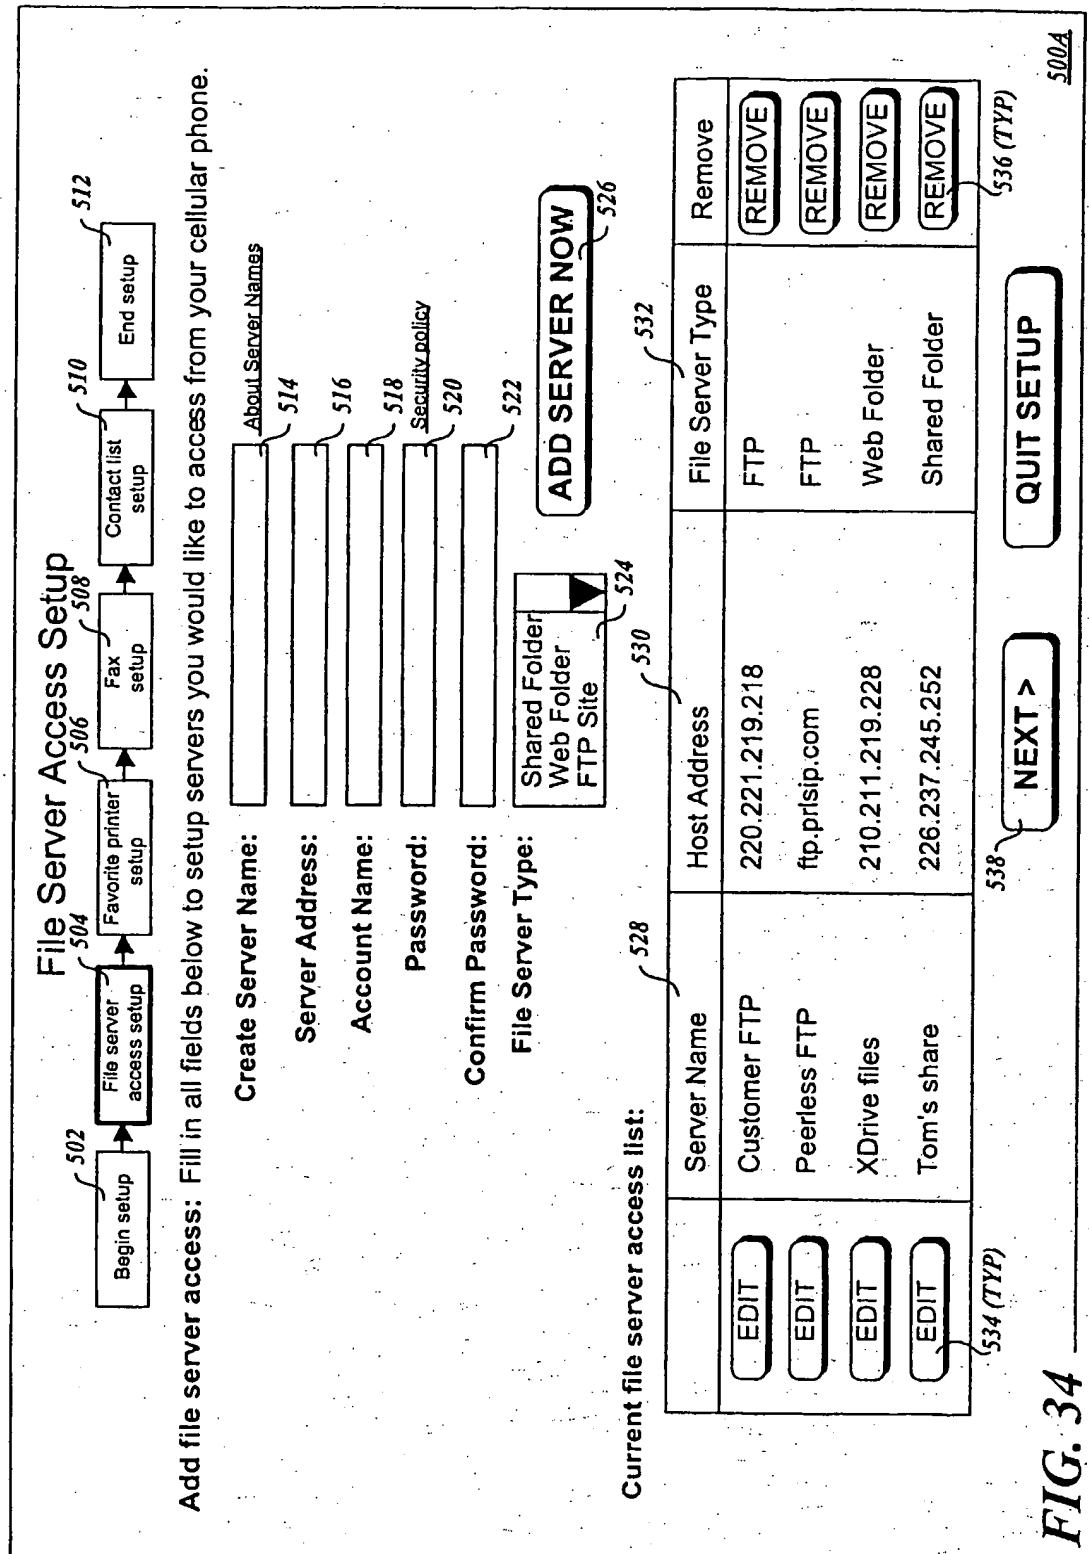 File Server Access Setup
502
504
506
508
510
512
Begin setup
File server
access setup
Favorite printer
setup
Fax
setup
Contact list
setup
End setup
Add file server access: Fill in all fields below to setup servers you would like to access from your cellular phone.
Create Server Name:
About Server Names
514
Server Address:
516
Account Name:
518
Password:
Security policy
520
Confirm Password:
522
File Server Type:
Shared Folder
Web Folder
FTP Site
524
ADD SERVER NOW
526
Current file server access list:
528
530
532
Server Name Host Address File Server Type Remove
EDIT Customer FTP 220.221.219.218 FTP REMOVE
EDIT Peerless FTP ftp.prlsip.com FTP REMOVE
EDIT XDrive files 210.211.219.228 Web Folder REMOVE
EDIT Tom's share 226.237.245.252 Shared Folder REMOVE
534 (TYP)
538
536 (TYP)
NEXT >
QUIT SETUP
FIG. 34
500A